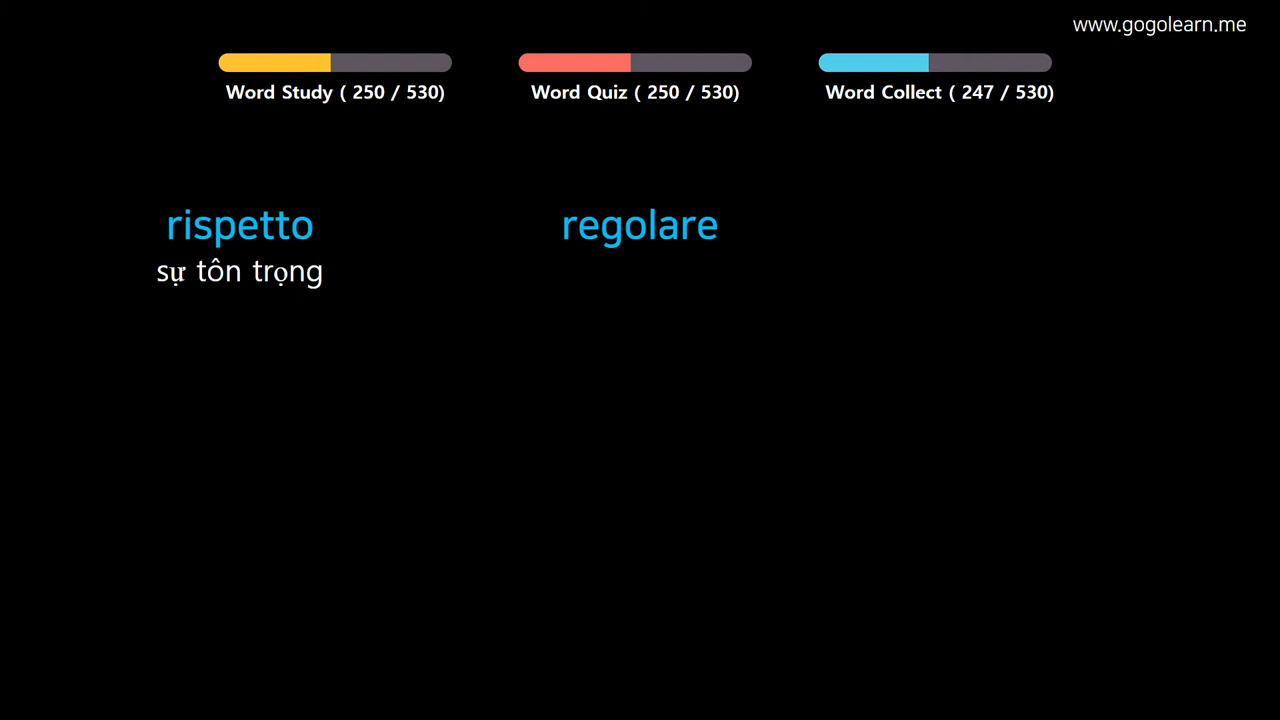 www.gogolearn.me
Word Study ( 250 / 530)
Word Quiz ( 250 / 530)
Word Collect ( 247 / 530)
rispetto
sự tôn trọng
regolare